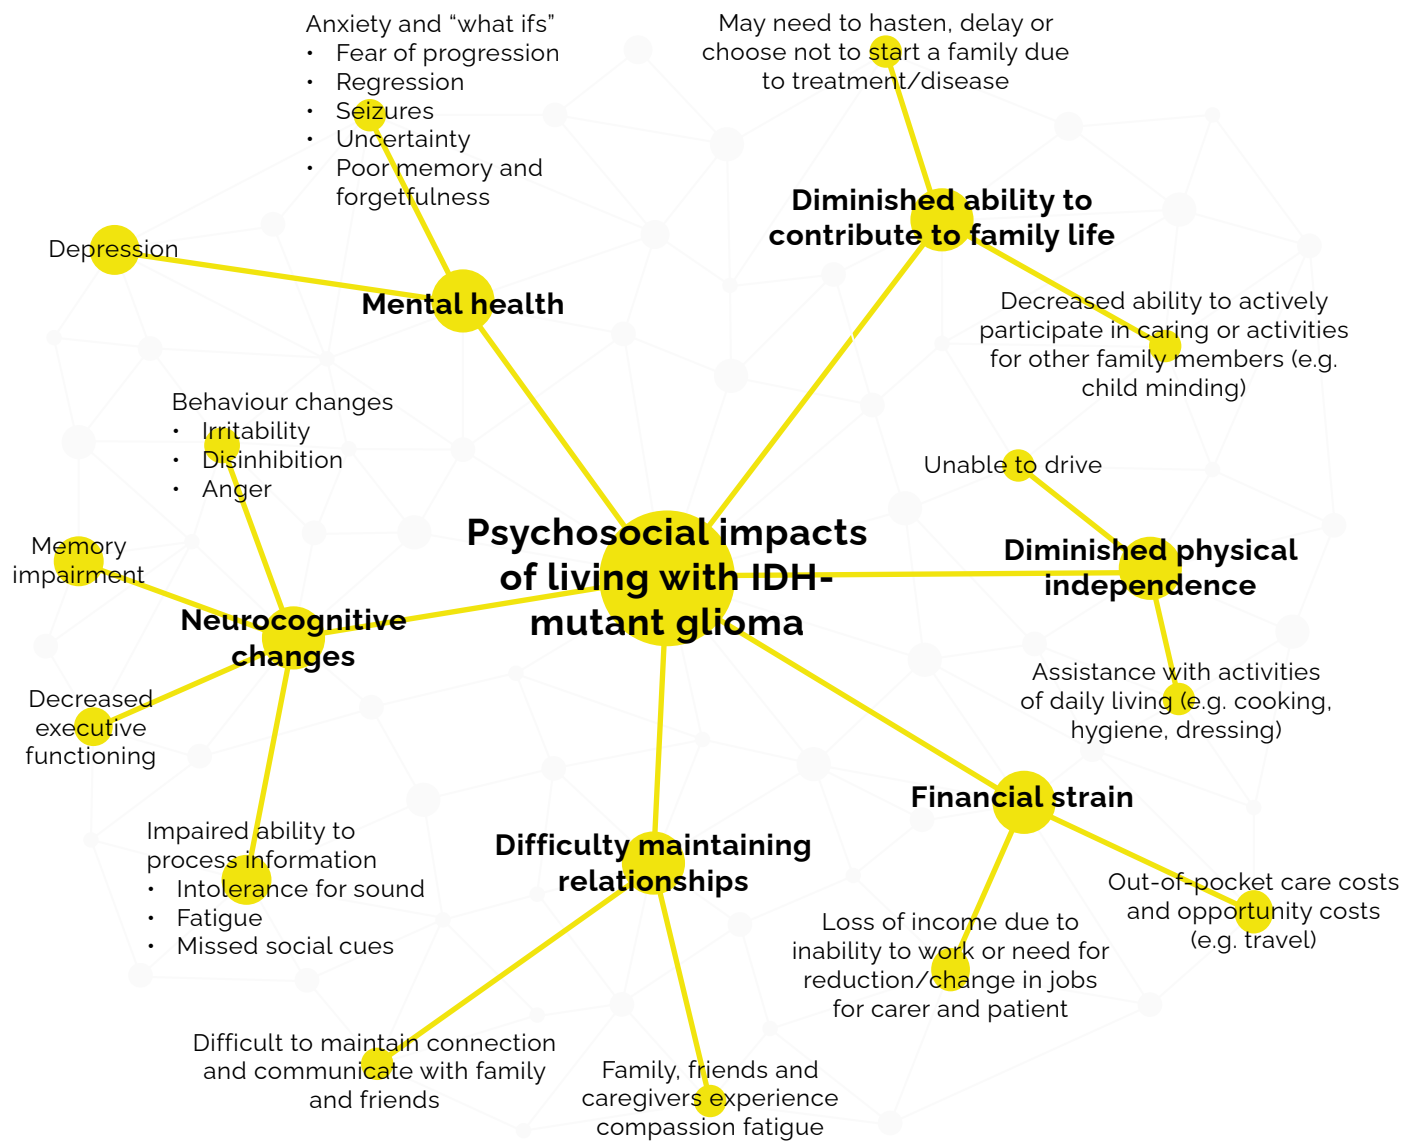 Anxiety and “what ifs”
• Fear of progression
• Regression
• Seizures
• Uncertainty
• Poor memory and
forgetfulness
May need to hasten, delay or
choose not to start a family due
to treatment/disease
Depression
Mental health
Diminished ability to
contribute to family life
Decreased ability to actively
participate in caring or activities
for other family members (e.g.
child minding)
Behaviour changes
• Irritability
• Disinhibition
• Anger
Unable to drive
Memory
impairment
Psychosocial impacts
of living with IDH-
mutant glioma
Diminished physical
independence
Neurocognitive
changes
Decreased
executive
functioning
Assistance with activities
of daily living (e.g. cooking,
hygiene, dressing)
Financial strain
Impaired ability to
process information
• Intolerance for sound
• Fatigue
• Missed social cues
Difficulty maintaining
relationships
Out-of-pocket care costs
and opportunity costs
(e.g. travel)
Loss of income due to
inability to work or need for
reduction/change in jobs
for carer and patient
Difficult to maintain connection
and communicate with family
and friends
Family, friends and
caregivers experience
compassion fatigue